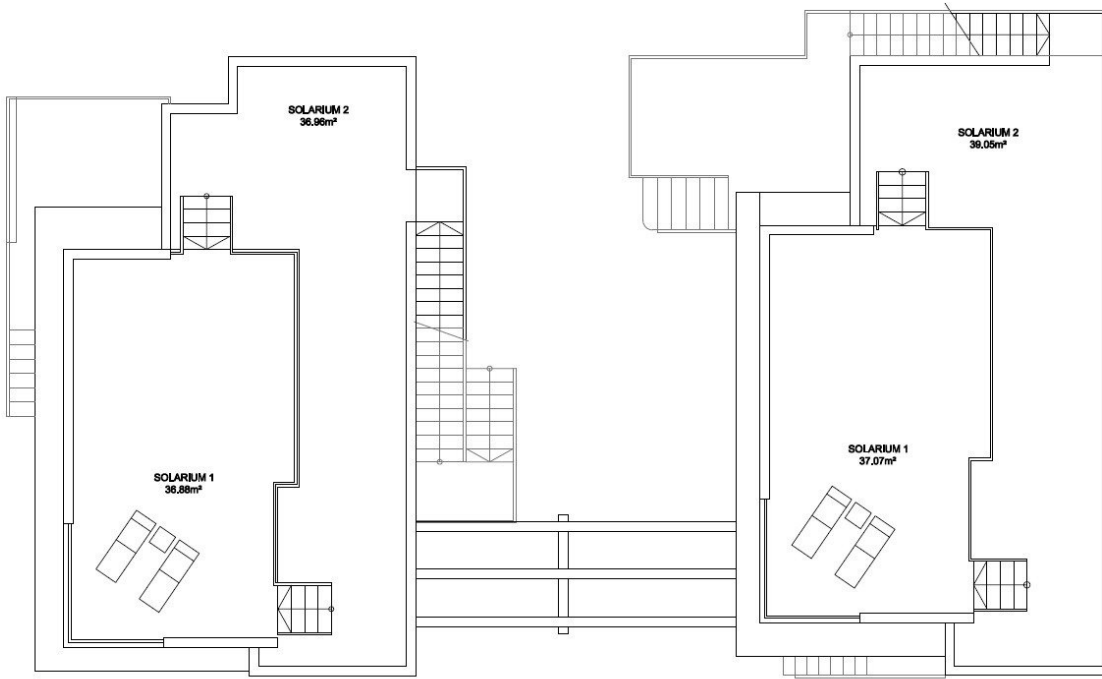 SOLARIUM 2
36.96m²
SOLARIUM 2
39.05m²
SOLARIUM 1
36.88m²
SOLARIUM 1
37.07m²